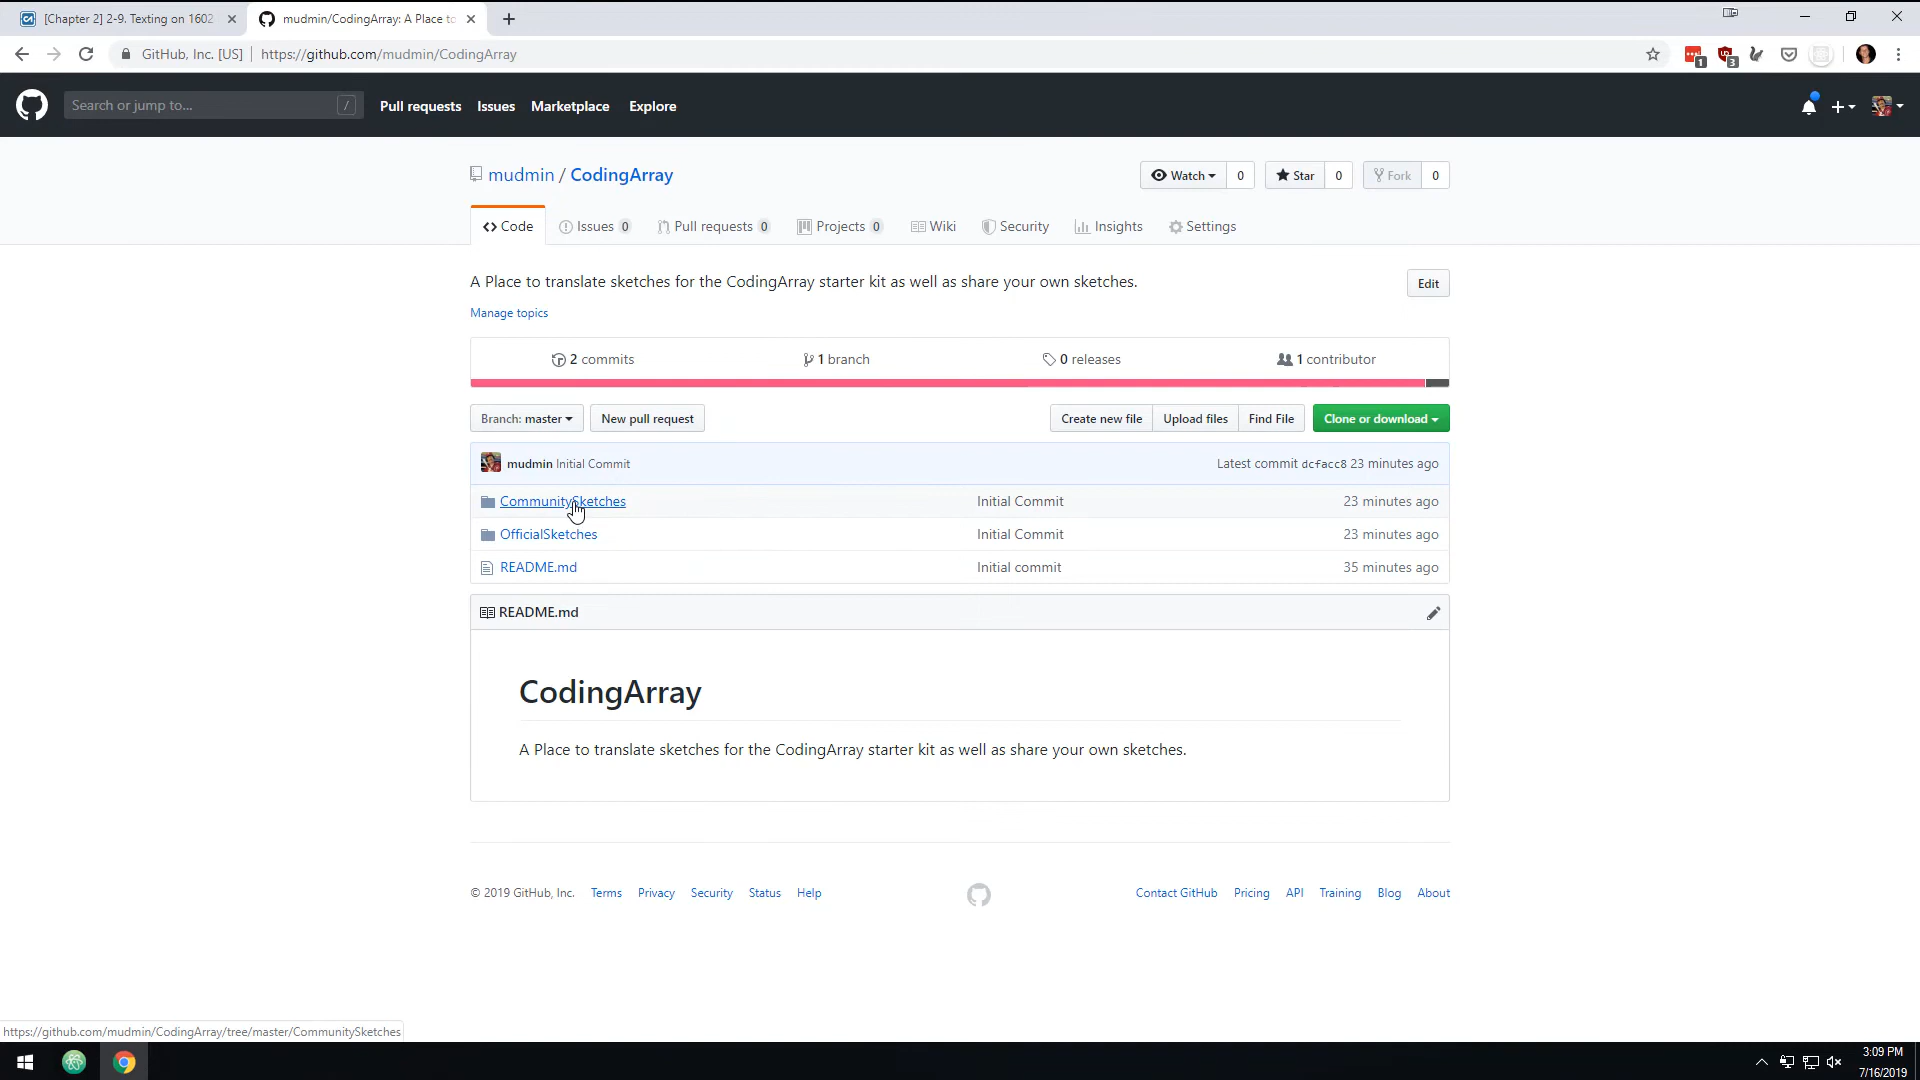 [Chapter 2] 2-9. Texting on 1602
mudmin/CodingArray: A Place to
GitHub, Inc. [US] https://github.com/mudmin/CodingArray
1
3
Search or jump to... /
Pull requests Issues Marketplace Explore
mudmin / CodingArray
Watch 0 Star 0 Fork 0
Code Issues 0 Pull requests 0 Projects 0 Wiki Security Insights Settings
A Place to translate sketches for the CodingArray starter kit as well as share your own sketches.
Edit
Manage topics
2 commits 1 branch 0 releases 1 contributor
Branch: master New pull request Create new file Upload files Find File Clone or download
mudmin Initial Commit Latest commit dcfacc8 23 minutes ago
CommunitySketches Initial Commit 23 minutes ago
OfficialSketches Initial Commit 23 minutes ago
README.md Initial commit 35 minutes ago
README.md
CodingArray
A Place to translate sketches for the CodingArray starter kit as well as share your own sketches.
© 2019 GitHub, Inc. Terms Privacy Security Status Help Contact GitHub Pricing API Training Blog About
https://github.com/mudmin/CodingArray/tree/master/CommunitySketches
3:09 PM
7/16/2019